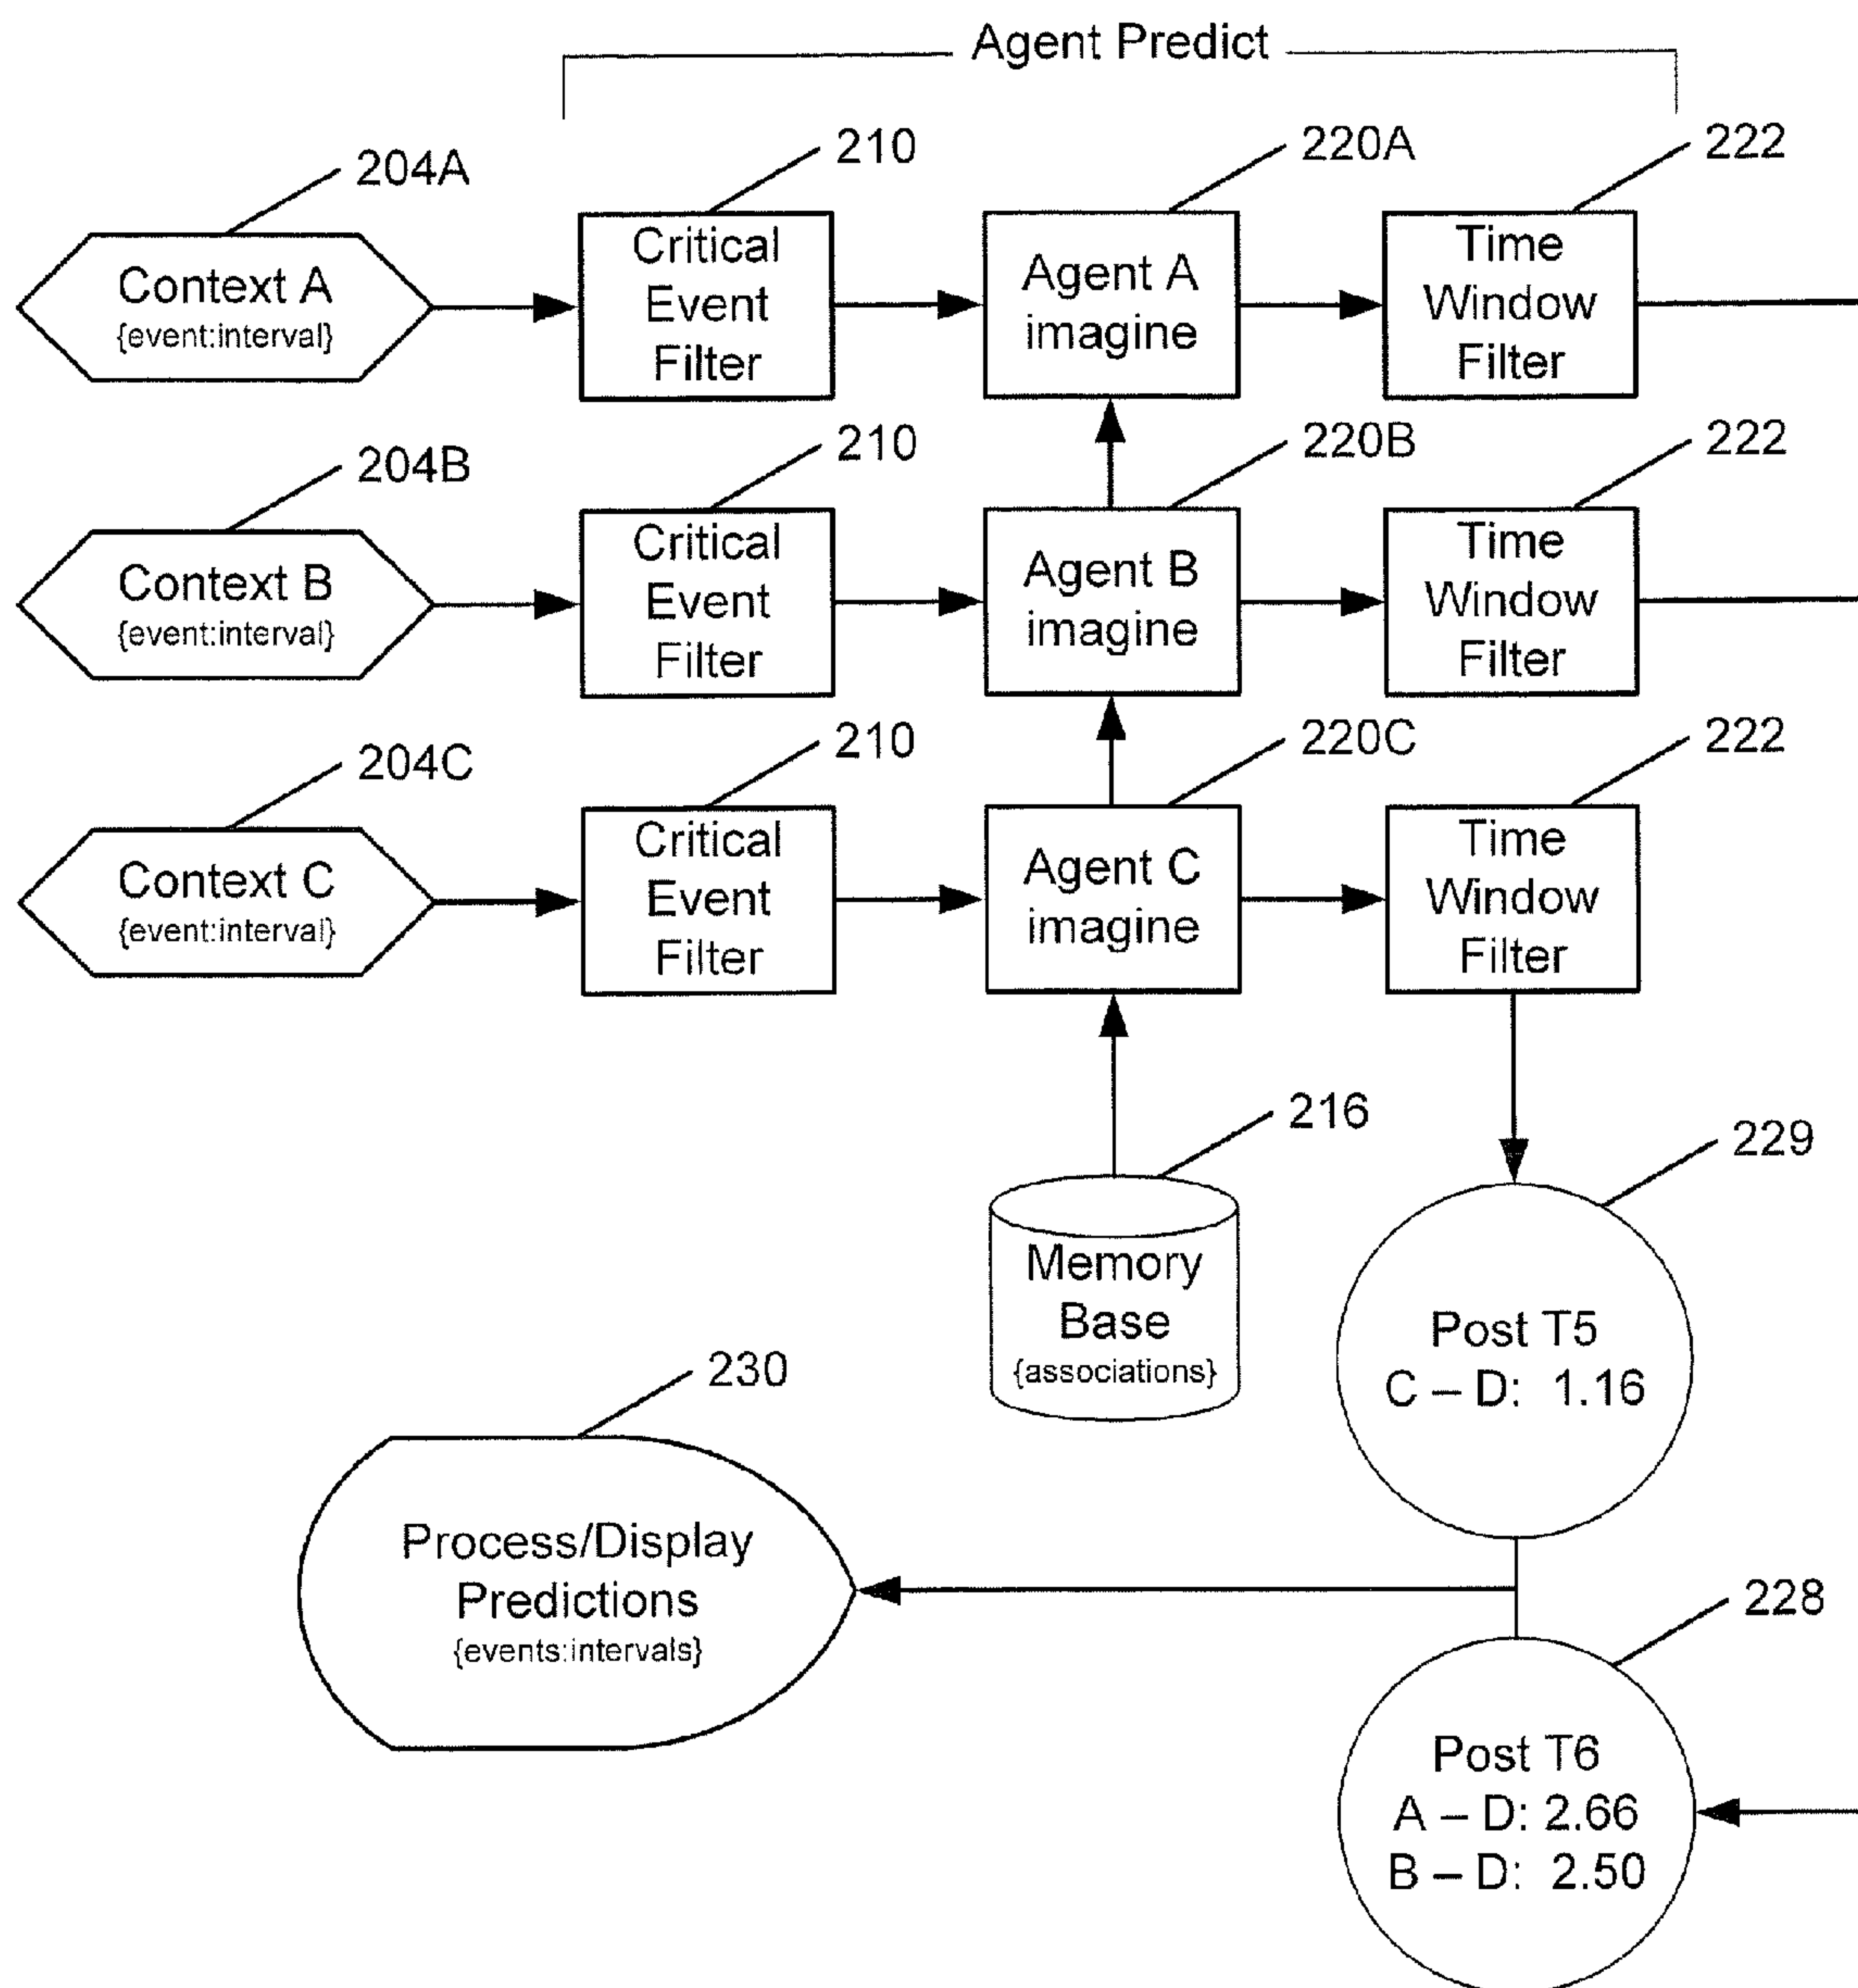 Agent Predict
204A
210
220A
222
Context A
{event:interval}
Critical
Event
Filter
Agent A
imagine
Time
Window
Filter
204B
210
220B
222
Context B
{event:interval}
Critical
Event
Filter
Agent B
imagine
Time
Window
Filter
204C
210
220C
222
Context C
{event:interval}
Critical
Event
Filter
Agent C
imagine
Time
Window
Filter
216
229
Memory
Base
{associations}
Post T5
C – D: 1.16
230
Process/Display
Predictions
{events:intervals}
228
Post T6
A – D: 2.66
B – D: 2.50